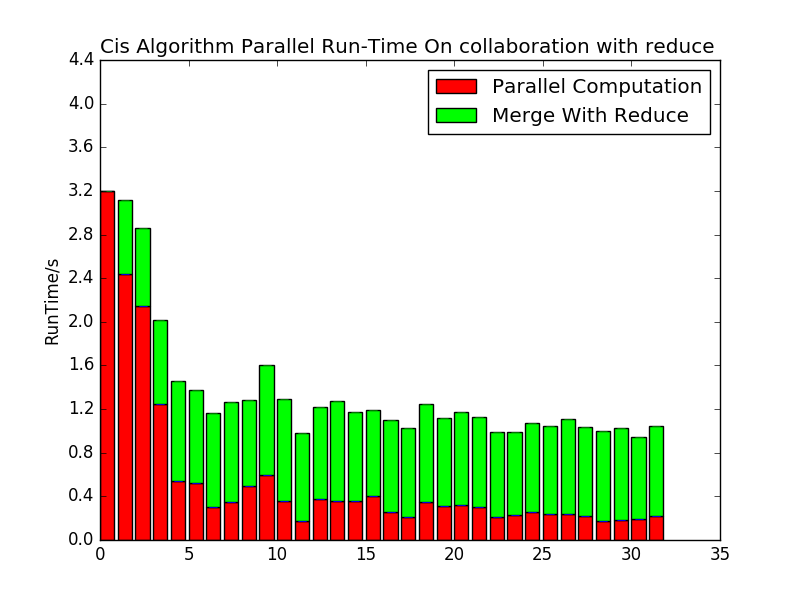 Cis Algorithm Parallel Run-Time On collaboration with reduce
Parallel Computation
Merge With Reduce
RunTime/s
4.4
4.0
3.6
3.2
2.8
2.4
2.0
1.6
1.2
0.8
0.4
0.0
0 5 10 15 20 25 30 35